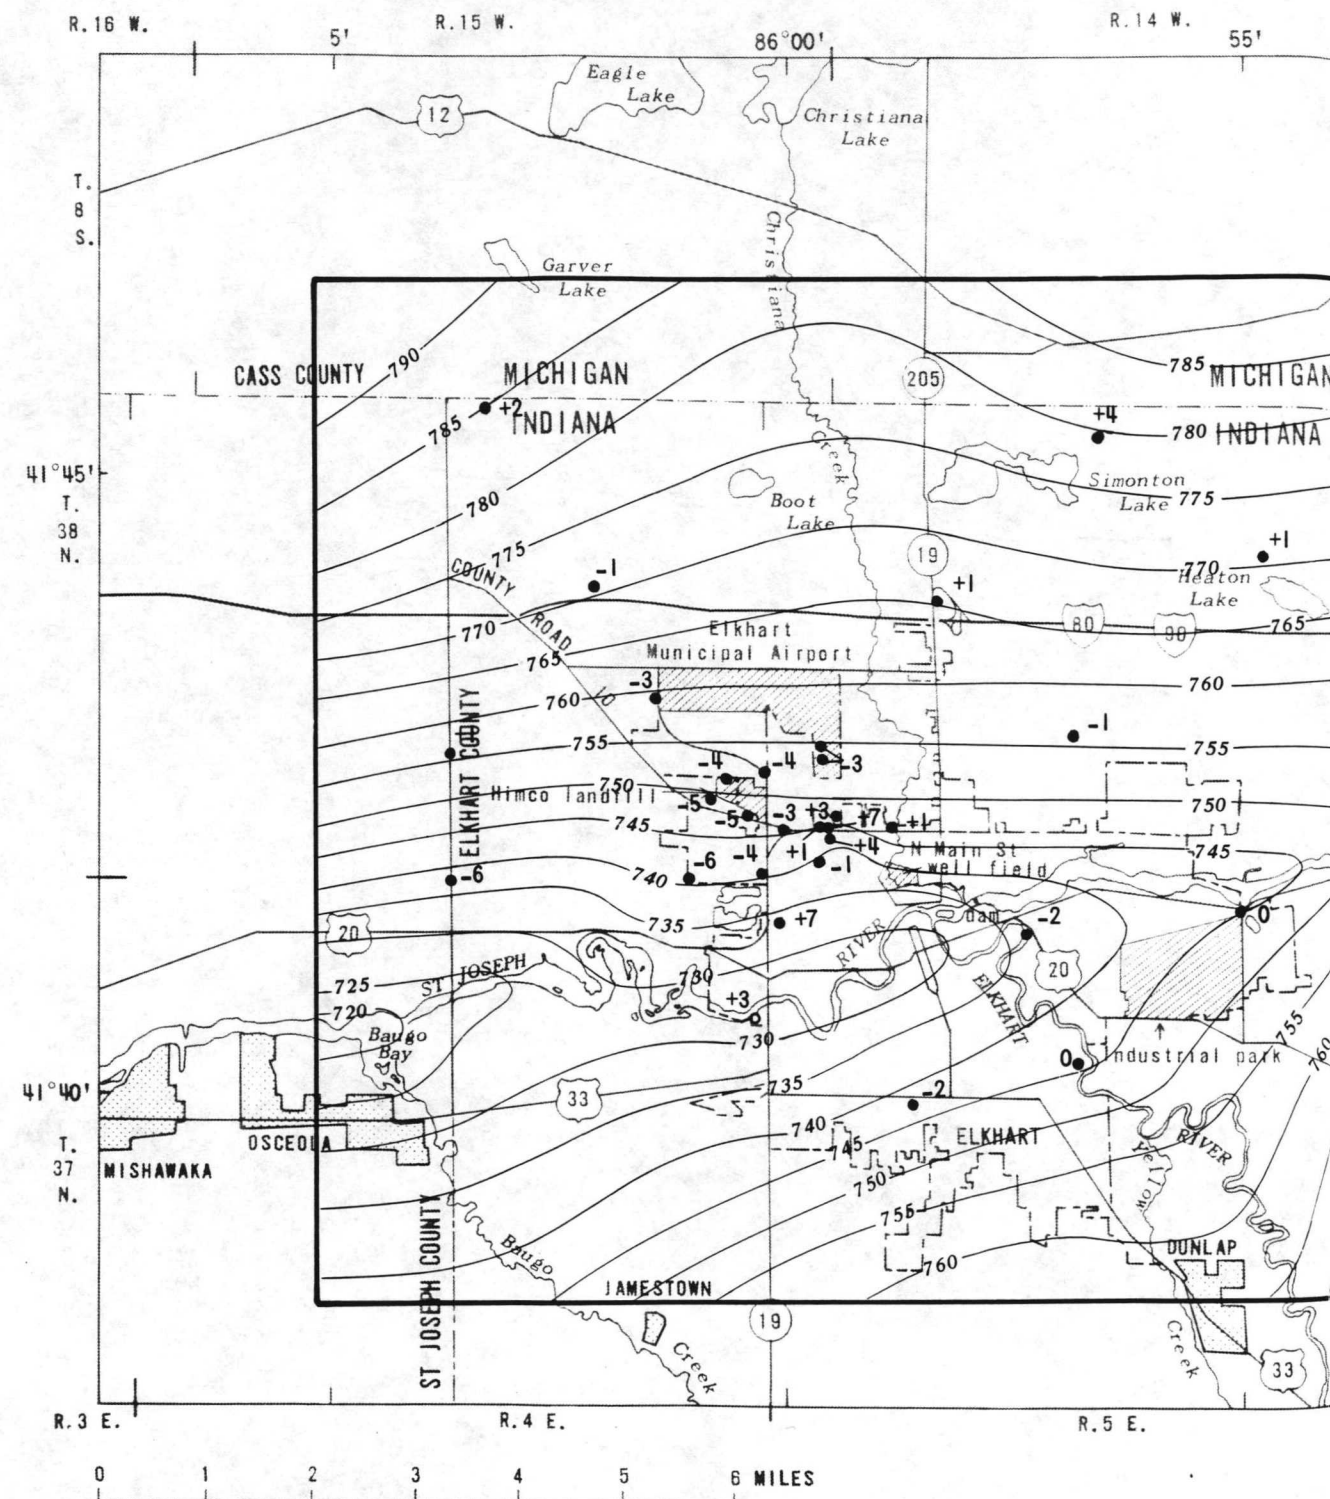 R.16 W.
R.15 W.
R.14 W.
5'
86°00'
55'
Eagle
Lake
12
Christiana
Lake
T.
8
S.
Christiana
Garver
Lake
790
205
785
CASS COUNTY
MICHIGAN
MICHIGAN
+2
+4
INDIANA
785
780
INDIANA
41°45'
Creek
T.
38
N.
780
Boot
Lake
Simonton
Lake
775
775
19
+1
COUNTY
-1
+1
770
Heaton
Lake
ROAD
770
80
90
765
Elkhart
Municipal Airport
765
-3
760
760
10
ELKHART COUNTY
755
-1
755
-4
-4
-3
750
Himco landfill
-5
750
745
-5
-3
+3
+7
+1
+4
N Main St
well field
745
-6
-6
-4
+1
-1
740
20
735
+7
RIVER
dam
-2
0
ST JOSEPH
730
20
725
720
ELKHART
+3
Baugo
Bay
730
755
760
0
Industrial park
41°40'
735
33
-2
740
ELKHART
RIVER
745
OSCEOLA
MISHAWAKA
T.
37
N.
Yellow
750
755
ST JOSEPH COUNTY
Baugo
760
DUNLAP
JAMESTOWN
19
Creek
Creek
33
R.3 E.
R.4 E.
R.5 E.
0 1 2 3 4 5 6 MILES